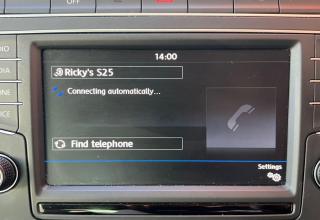 14:00
Ricky's S25
Connecting automatically...
Find telephone
Settings